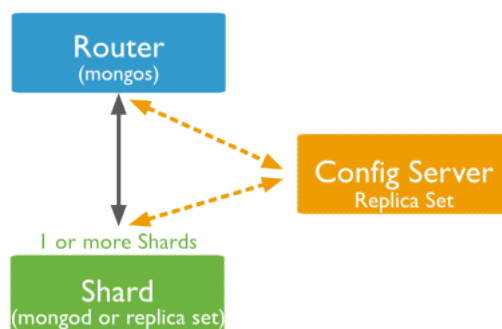 Router
(mongos)
Config Server
Replica Set
1 or more Shards
Shard
(mongod or replica set)